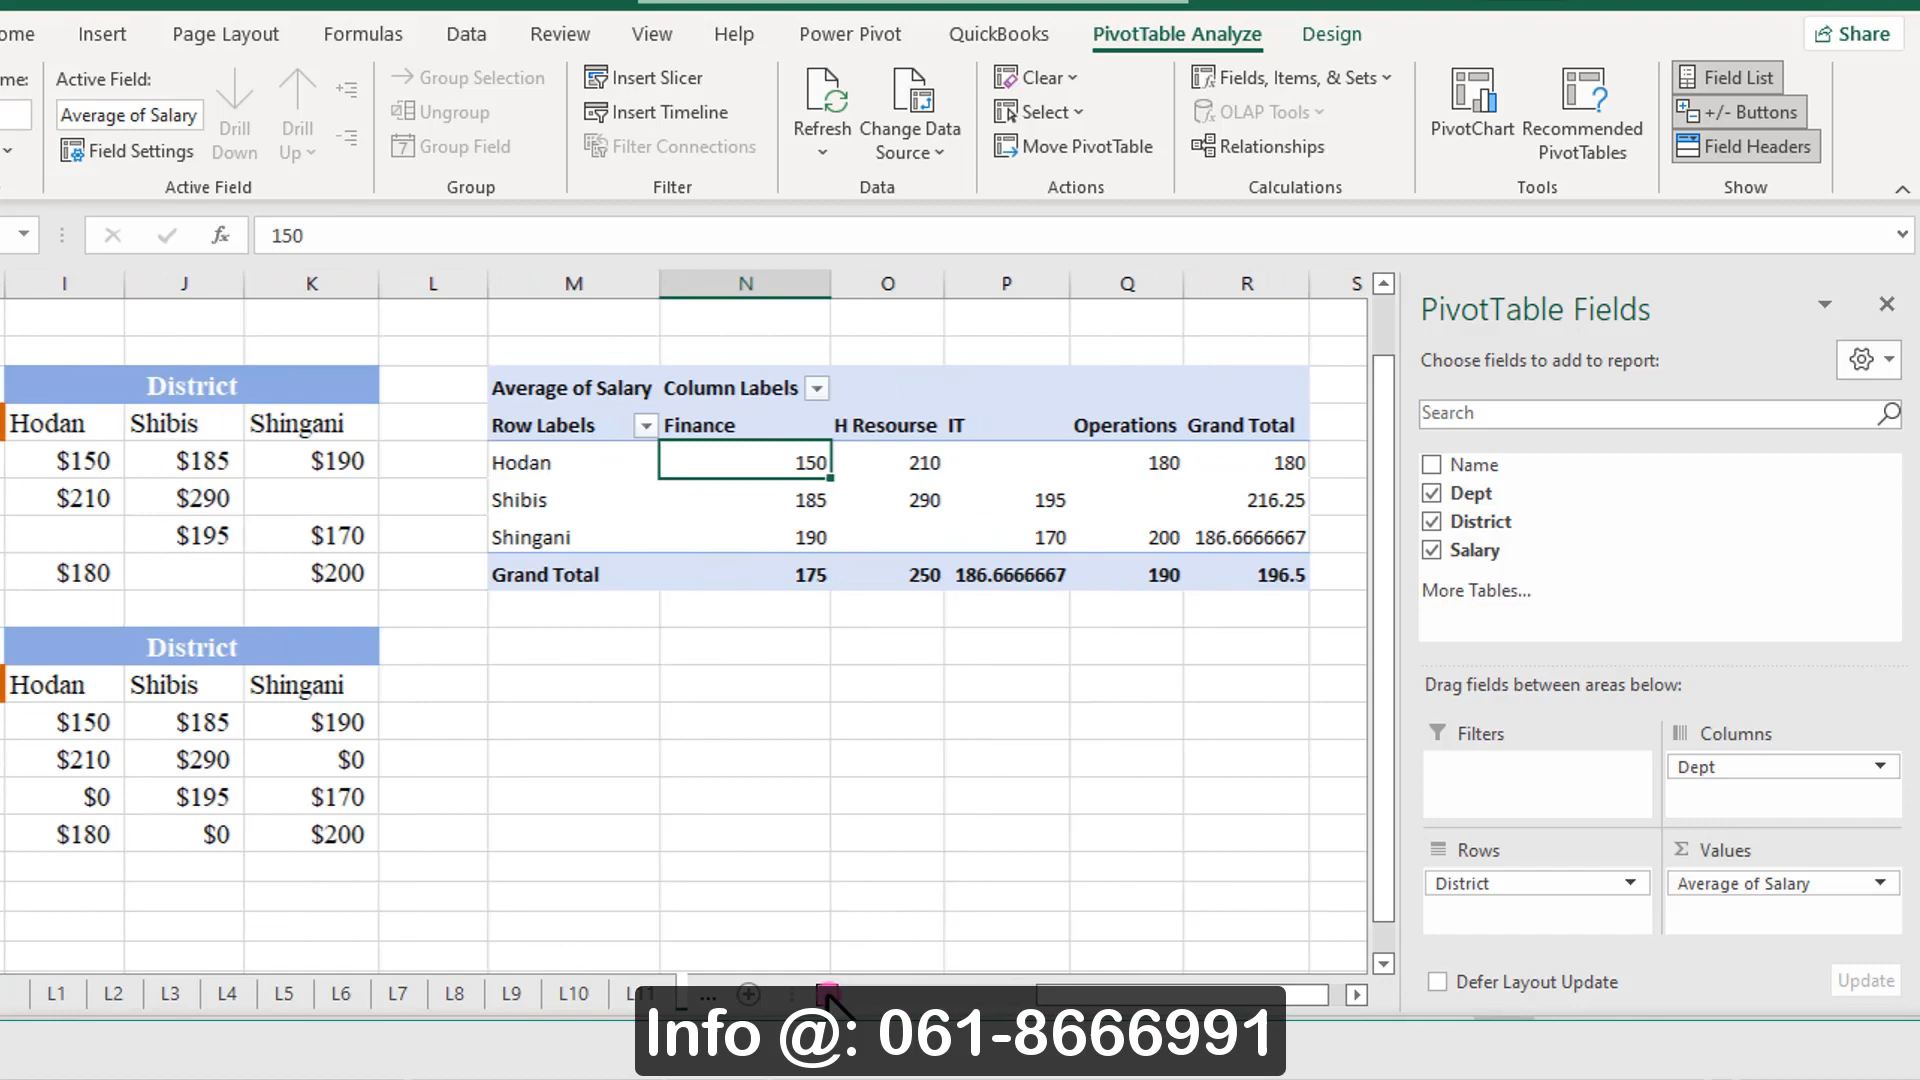 ome Insert Page Layout Formulas Data Review View Help Power Pivot QuickBooks PivotTable Analyze Design Share
me: Active Field: Group Selection Insert Slicer Clear Fields, Items, & Sets Field List
Average of Salary Ungroup Insert Timeline Select OLAP Tools +/- Buttons
Drill Down Drill Up Refresh Change Data Source PivotChart Recommended PivotTables
Field Settings 7 Group Field Filter Connections Move PivotTable Relationships Field Headers
Active Field Group Filter Data Actions Calculations Tools Show
fx 150
I J K L M N O P Q R S
District
Hodan Shibis Shingani
$150 $185 $190
$210 $290
$195 $170
$180 $200
District
Hodan Shibis Shingani
$150 $185 $190
$210 $290 $0
$0 $195 $170
$180 $0 $200
Average of Salary Column Labels
Row Labels Finance H Resourse IT Operations Grand Total
Hodan 150 210 180 180
Shibis 185 290 195 216.25
Shingani 190 170 200 186.6666667
Grand Total 175 250 186.6666667 190 196.5
PivotTable Fields
Choose fields to add to report:
Search
Name
Dept
District
Salary
More Tables...
Drag fields between areas below:
Filters Columns
Dept
Rows Σ Values
District Average of Salary
Defer Layout Update Update
L1 L2 L3 L4 L5 L6 L7 L8 L9 L10 L11 ...
Info @: 061-8666991